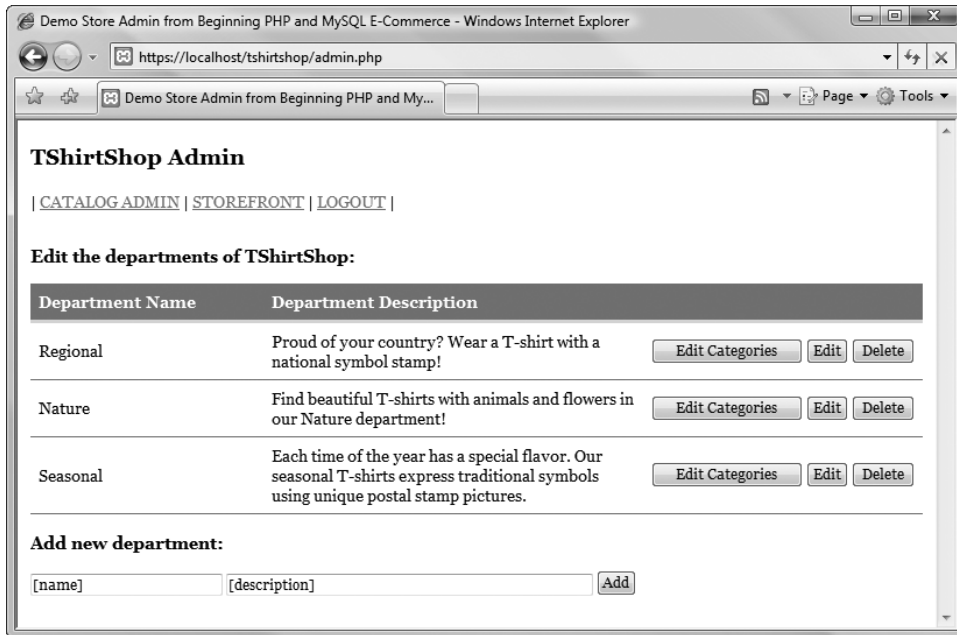 Demo Store Admin from Beginning PHP and MySQL E-Commerce - Windows Internet Explorer
https://localhost/tshirtshop/admin.php
Demo Store Admin from Beginning PHP and My...
Page
Tools
TShirtShop Admin
| CATALOG ADMIN | STOREFRONT | LOGOUT |
Edit the departments of TShirtShop:
Department Name Department Description
Regional
Proud of your country? Wear a T-shirt with a
national symbol stamp!
Edit Categories Edit Delete
Nature
Find beautiful T-shirts with animals and flowers in
our Nature department!
Edit Categories Edit Delete
Seasonal
Each time of the year has a special flavor. Our
seasonal T-shirts express traditional symbols
using unique postal stamp pictures.
Edit Categories Edit Delete
Add new department:
[name] [description] Add